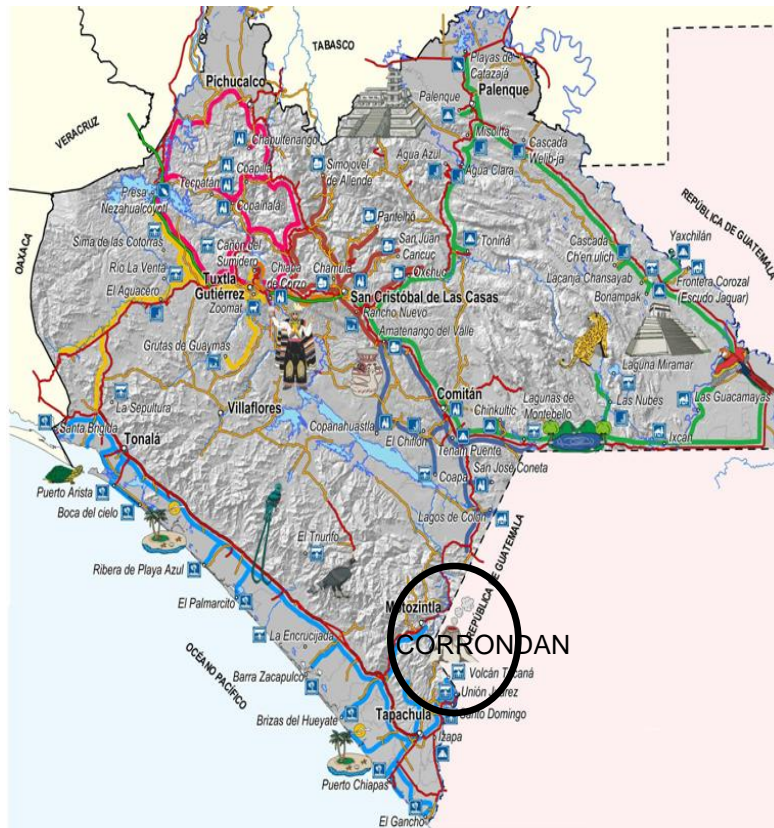 TABASCO
VERACRUZ
OAXACA
REPÚBLICA DE GUATEMALA
Pichucalco
Playas de
Catazajá
Palenque
Palenque
Misolha
Cascada
Welib-ja
Agua Azul
Agua Clara
Chapultenango
Coapilla
Tecpatán
Copainalá
Simojovel
de Allende
Presa
Nezahualcoyotl
Sima de las Cotorras
Cañón del
Sumidero
Rio La Venta
El Aguacero
Tuxtla
Gutiérrez
Chiapa
de Corzo
Chamula
Zoomat
Pantelhó
San Juan
Cancuc
Oxchuc
Toniná
San Cristóbal de Las Casas
Rancho Nuevo
Amatenango del Valle
Cascada
Ch'en ulich
Yaxchilán
Lacanja Chansayab
Frontera Corozal
(Escudo Jaguar)
Bonampak
Grutas de Guaymas
Laguna Miramar
La Sepultura
Villaflores
Comitán
Chinkultic
Lagunas de
Montebello
Las Nubes
Las Guacamayas
Ixcán
Santa Brigida
Tonalá
Copanahuastla
El Chiflón
Tenam Puente
San José Coneta
Coapa
Lagos de Colón
Puerto Arista
Boca del cielo
El Triunfo
Ribera de Playa Azul
El Palmarcito
La Encrucijada
Motozintla
REPÚBLICA DE GUATEMALA
CORRONDAN
OCÉANO PACÍFICO
Barra Zacapulco
Volcán Tacaná
Unión Juárez
Santo Domingo
Brizas del Hueyate
Tapachula
Izapa
Puerto Chiapas
El Gancho